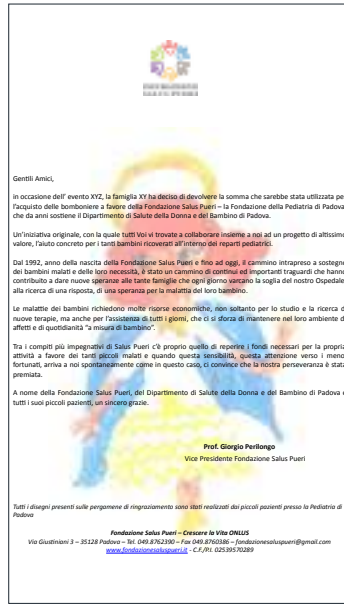 FONDAZIONE
SALUS PUERI
Gentili Amici,
in occasione dell' evento XYZ, la famiglia XY ha deciso di devolvere la somma che sarebbe stata utilizzata per
l'acquisto delle bomboniere a favore della Fondazione Salus Pueri – la Fondazione della Pediatria di Padova,
che da anni sostiene il Dipartimento di Salute della Donna e del Bambino di Padova.
Un'iniziativa originale, con la quale tutti Voi vi trovate a collaborare insieme a noi ad un progetto di altissimo
valore, l'aiuto concreto per i tanti bambini ricoverati all'interno dei reparti pediatrici.
Dal 1992, anno della nascita della Fondazione Salus Pueri e fino ad oggi, il cammino intrapreso a sostegno
dei bambini malati e delle loro necessità, è stato un cammino di continui ed importanti traguardi che hanno
contribuito a dare nuove speranze alle tante famiglie che ogni giorno varcano la soglia del nostro Ospedale,
alla ricerca di una risposta, di una speranza per la malattia del loro bambino.
Le malattie dei bambini richiedono molte risorse economiche, non soltanto per lo studio e la ricerca di
nuove terapie, ma anche per l'assistenza di tutti i giorni, che ci si sforza di mantenere nel loro ambiente di
affetti e di quotidianità "a misura di bambino".
Tra i compiti più impegnativi di Salus Pueri c'è proprio quello di reperire i fondi necessari per la propria
attività a favore dei tanti piccoli malati e quando questa sensibilità, questa attenzione verso i meno
fortunati, arriva a noi spontaneamente come in questo caso, ci convince che la nostra perseveranza è stata
premiata.
A nome della Fondazione Salus Pueri, del Dipartimento di Salute della Donna e del Bambino di Padova e
tutti i suoi piccoli pazienti, un sincero grazie.
Prof. Giorgio Perilongo
Vice Presidente Fondazione Salus Pueri
Tutti i disegni presenti sulle pergamene di ringraziamento sono stati realizzati dai piccoli pazienti presso la Pediatria di
Padova
Fondazione Salus Pueri – Crescere la Vita ONLUS
Via Giustiniani 3 – 35128 Padova – Tel. 049.8762390 – Fax 049.8760386 – fondazionesaluspueri@gmail.com
www.fondazionesaluspueri.it - C.F./P.I. 02539570289